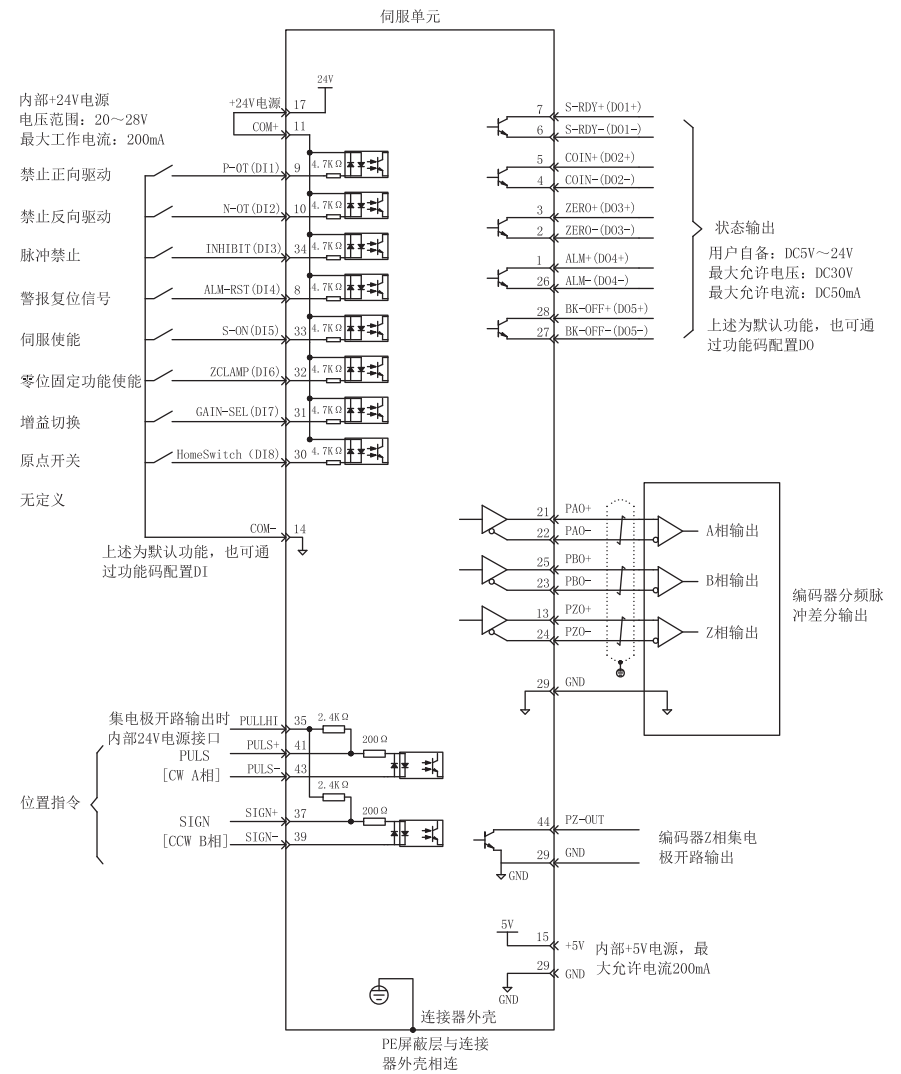 伺服单元
24V
内部+24V电源
电压范围：20～28V
最大工作电流：200mA
+24V电源 17
COM+ 11
禁止正向驱动 P-OT(DI1) 9 4.7KΩ
禁止反向驱动 N-OT(DI2) 10 4.7KΩ
脉冲禁止 INHIBIT(DI3) 34 4.7KΩ
警报复位信号 ALM-RST(DI4) 8 4.7KΩ
伺服使能 S-ON(DI5) 33 4.7KΩ
零位固定功能使能 ZCLAMP(DI6) 32 4.7KΩ
增益切换 GAIN-SEL(DI7) 31 4.7KΩ
原点开关 HomeSwitch (DI8) 30 4.7KΩ
无定义
COM- 14
上述为默认功能，也可通
过功能码配置DI
7 S-RDY+(DO1+)
6 S-RDY-(DO1-)
5 COIN+(DO2+)
4 COIN-(DO2-)
3 ZERO+(DO3+)
2 ZERO-(DO3-)
1 ALM+(DO4+)
26 ALM-(DO4-)
28 BK-OFF+(DO5+)
27 BK-OFF-(DO5-)
状态输出
用户自备：DC5V～24V
最大允许电压：DC30V
最大允许电流：DC50mA
上述为默认功能，也可通
过功能码配置DO
21 PAO+
22 PAO-
A相输出
25 PBO+
23 PBO-
B相输出
13 PZO+
24 PZO-
Z相输出
编码器分频脉
冲差分输出
29 GND
集电极开路输出时
内部24V电源接口
PULLHI 35 2.4KΩ
PULS+ 41 200Ω
PULS
[CW A相]
PULS- 43
2.4KΩ
位置指令
SIGN+ 37 200Ω
SIGN
[CCW B相]
SIGN- 39
44 PZ-OUT
29 GND
GND
编码器Z相集电
极开路输出
5V
15 +5V
内部+5V电源，最
大允许电流200mA
29 GND
GND
连接器外壳
PE屏蔽层与连接
器外壳相连